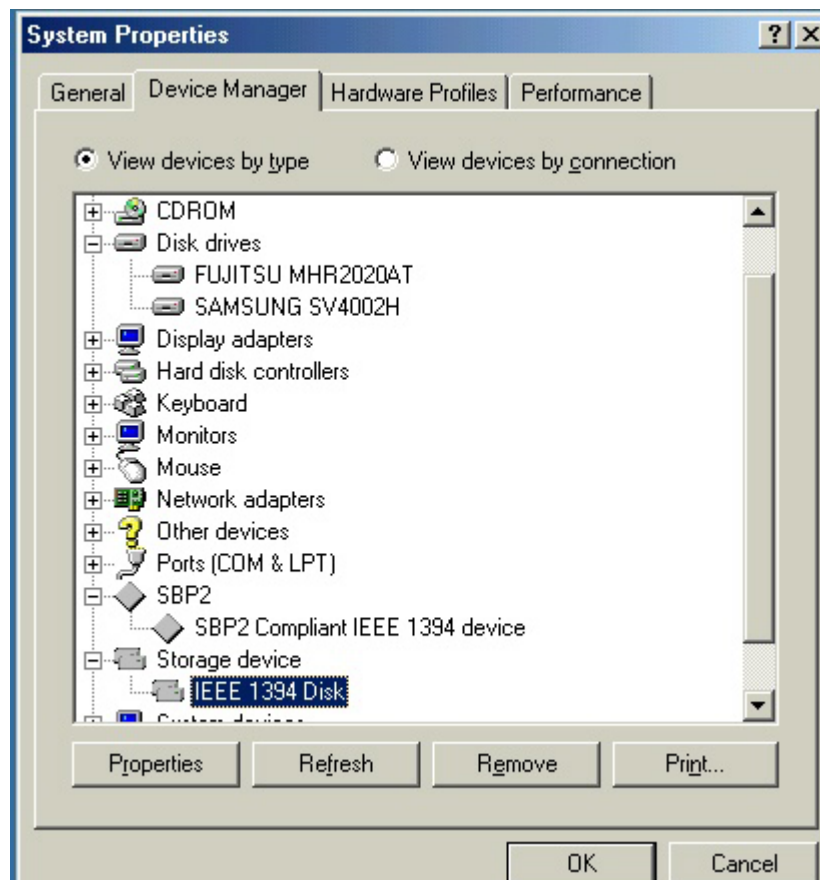 System Properties
General Device Manager Hardware Profiles Performance
View devices by type View devices by connection
CDROM
Disk drives
FUJITSU MHR2020AT
SAMSUNG SV4002H
Display adapters
Hard disk controllers
Keyboard
Monitors
Mouse
Network adapters
Other devices
Ports (COM & LPT)
SBP2
SBP2 Compliant IEEE 1394 device
Storage device
IEEE 1394 Disk
System devices
Properties Refresh Remove Print...
OK Cancel